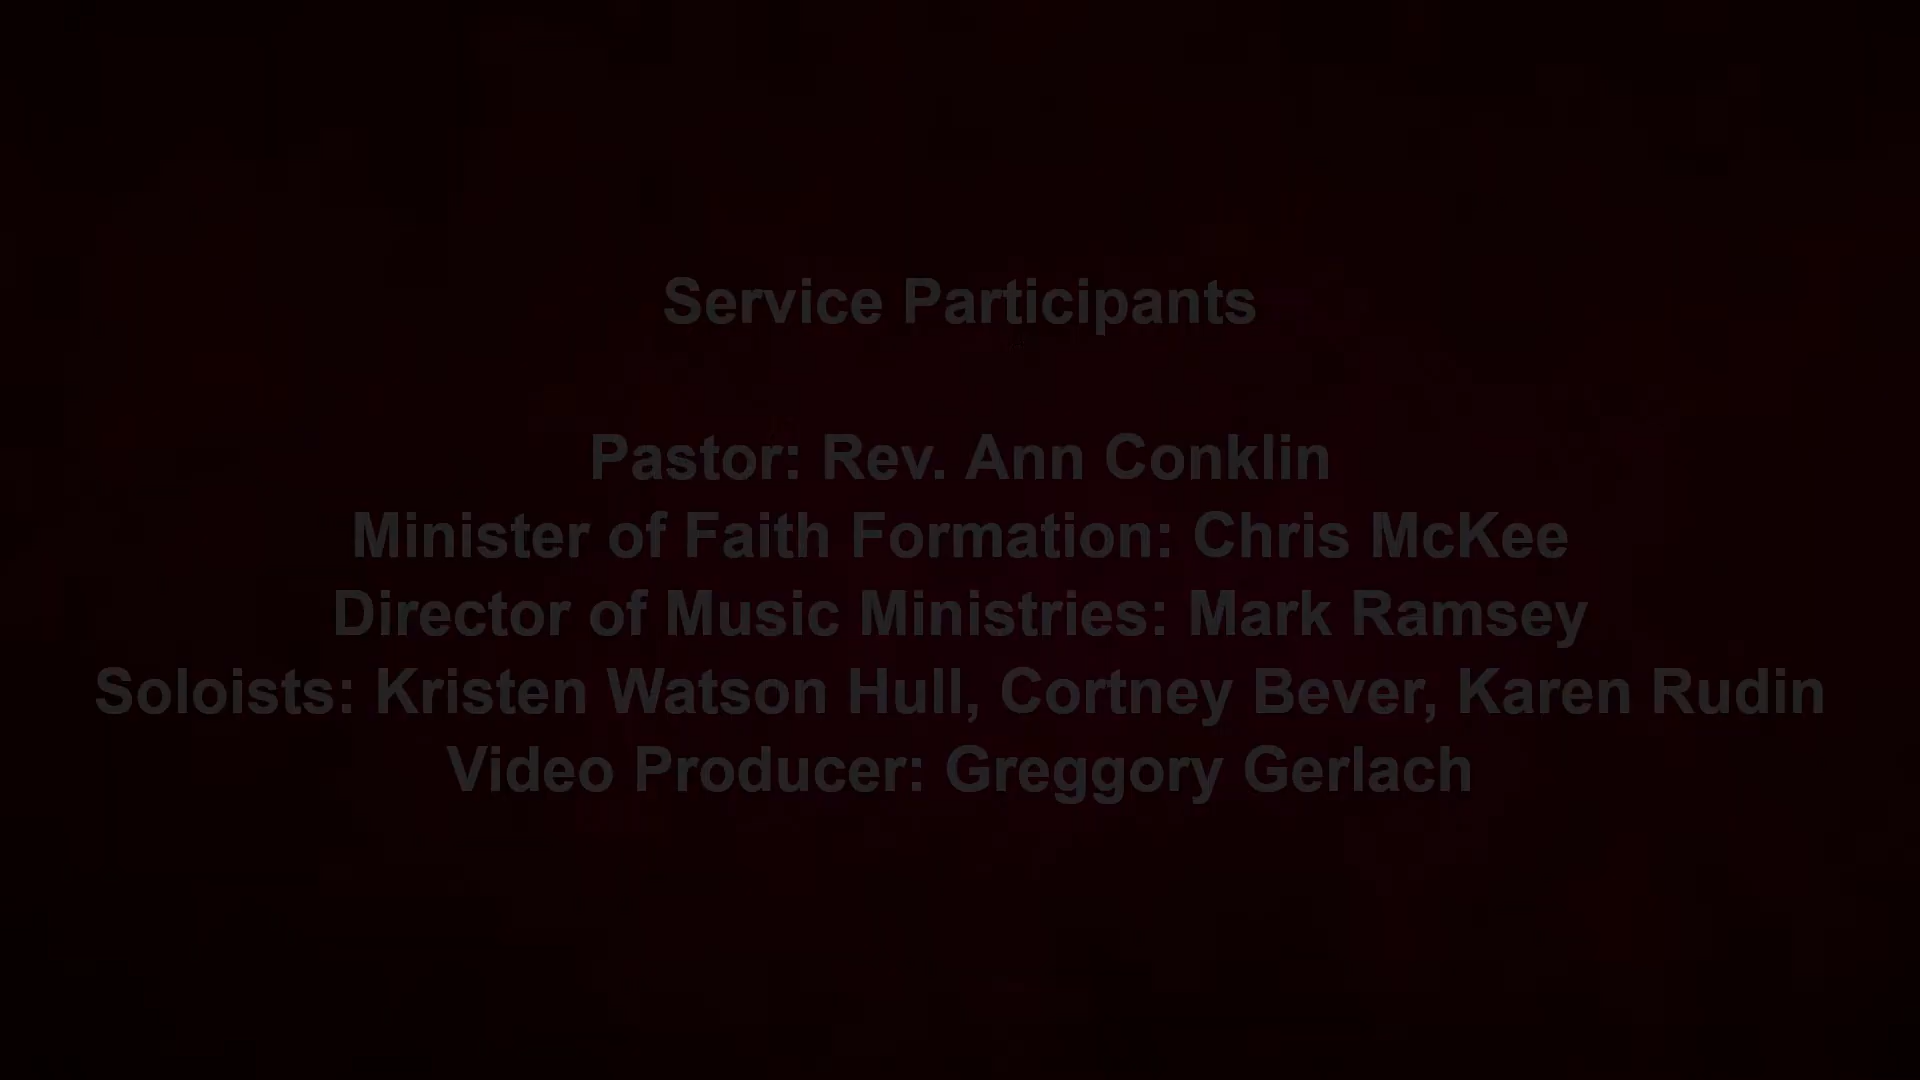 Service Participants
Pastor: Rev. Ann Conklin
Minister of Faith Formation: Chris McKee
Director of Music Ministries: Mark Ramsey
Soloists: Kristen Watson Hull, Cortney Bever, Karen Rudin
Video Producer: Greggory Gerlach